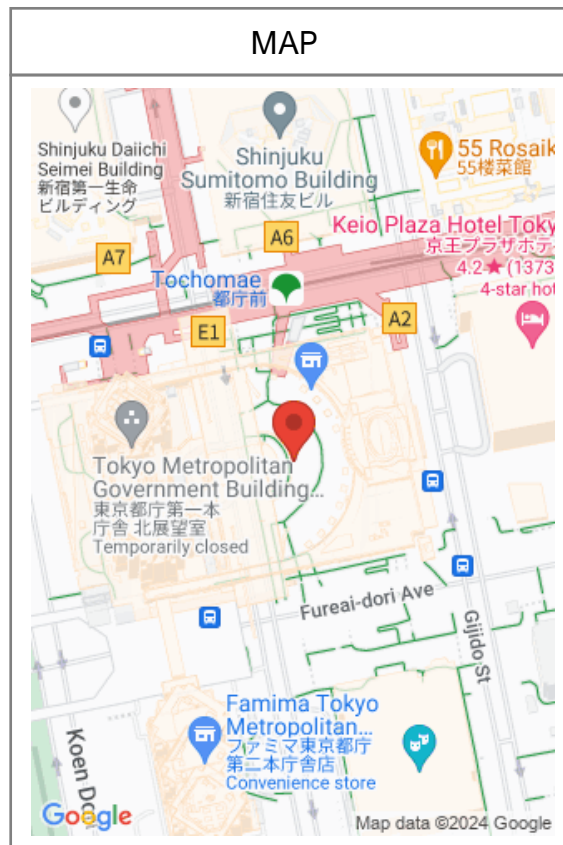 MAP
Shinjuku Daiichi
Seimei Building
新宿第一生命
ビルディング
Shinjuku
Sumitomo Building
新宿住友ビル
55 Rosaik
55楼菜館
Keio Plaza Hotel Toky
京王プラザホテ
4.2★(1373
4-star hot
A6
A7
Tochomae
都庁前
E1
A2
Tokyo Metropolitan
Government Building...
東京都庁第一本
庁舎 北展望室
Temporarily closed
Fureai-dori Ave
Gijido St
Famima Tokyo
Metropolitan...
ファミマ東京都庁
第二本庁舎店
Convenience store
Koen Dori
Google
Map data ©2024 Google